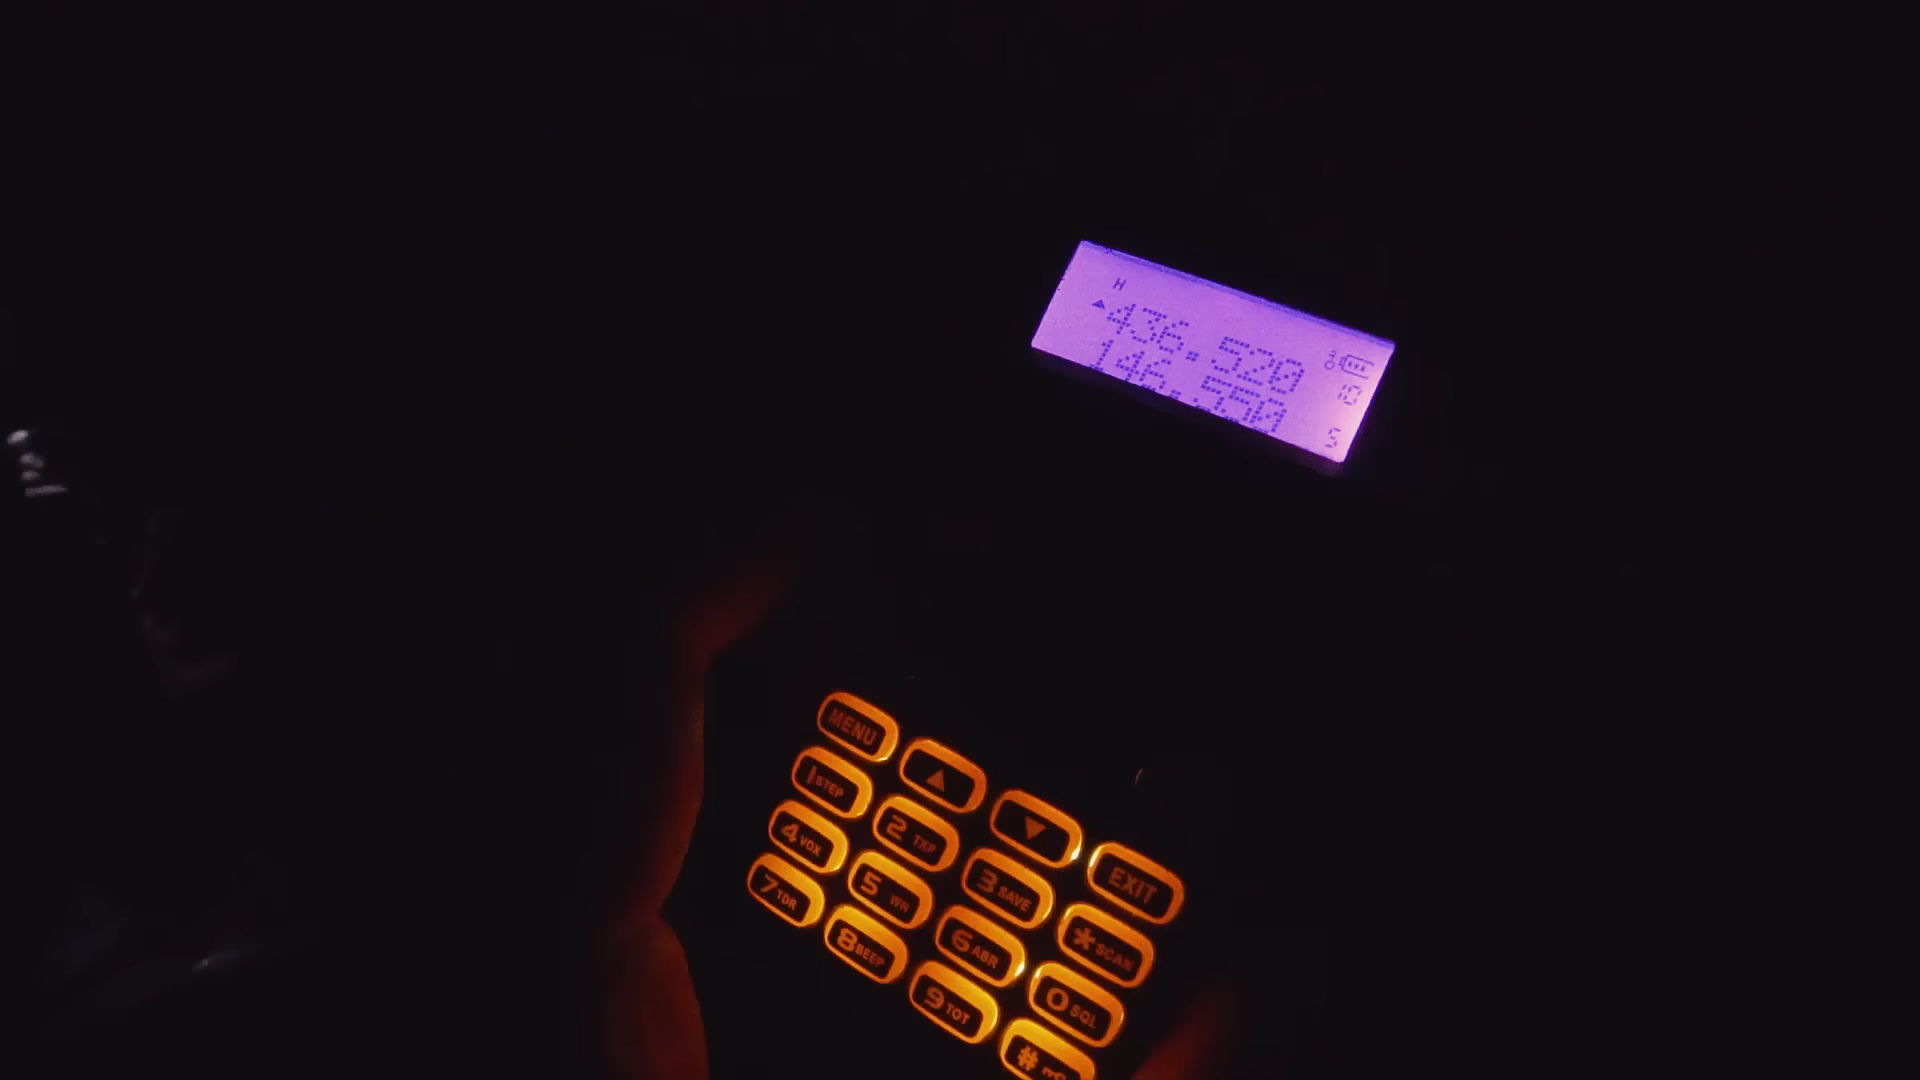 H
▲436.520
10
146.550
5
MENU
▲
▼
EXIT
1 STEP
2 TXP
3 SAVE
* SCAN
4 VOX
5 WN
6 ABR
0 SQL
7 TDR
8 BEEP
9 TOT
#